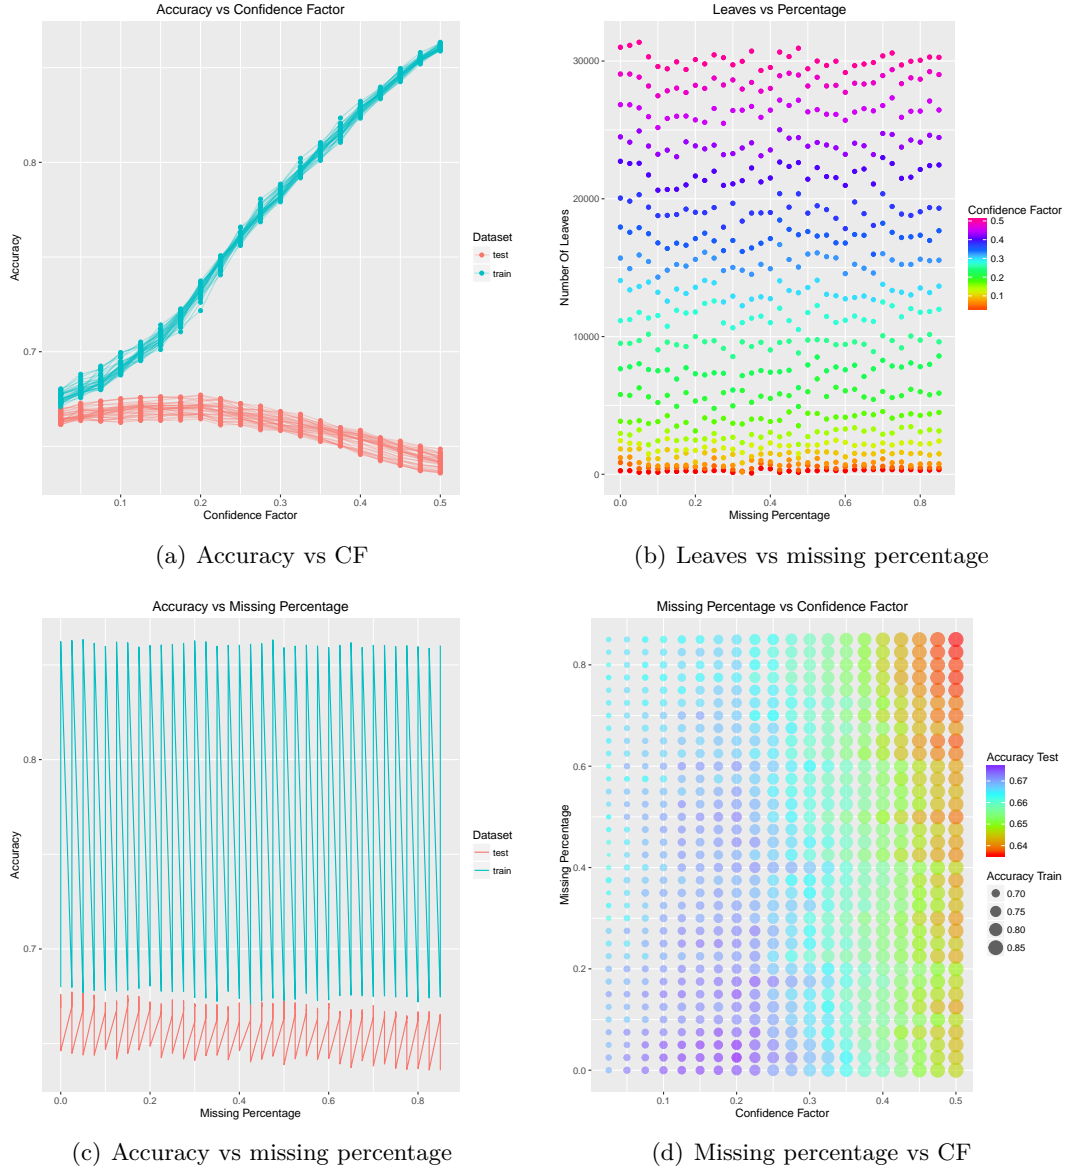 Accuracy vs Confidence Factor
0.8
0.7
Accuracy
0.1 0.2 0.3 0.4 0.5
Confidence Factor
Dataset
test
train
(a) Accuracy vs CF
Leaves vs Percentage
30000
20000
10000
0
Number Of Leaves
0.0 0.2 0.4 0.6 0.8
Missing Percentage
Confidence Factor
0.5
0.4
0.3
0.2
0.1
(b) Leaves vs missing percentage
Accuracy vs Missing Percentage
0.8
0.7
Accuracy
0.0 0.2 0.4 0.6 0.8
Missing Percentage
Dataset
test
train
(c) Accuracy vs missing percentage
Missing Percentage vs Confidence Factor
0.8
0.6
0.4
0.2
0.0
Missing Percentage
0.1 0.2 0.3 0.4 0.5
Confidence Factor
Accuracy Test
0.67
0.66
0.65
0.64
Accuracy Train
0.70
0.75
0.80
0.85
(d) Missing percentage vs CF